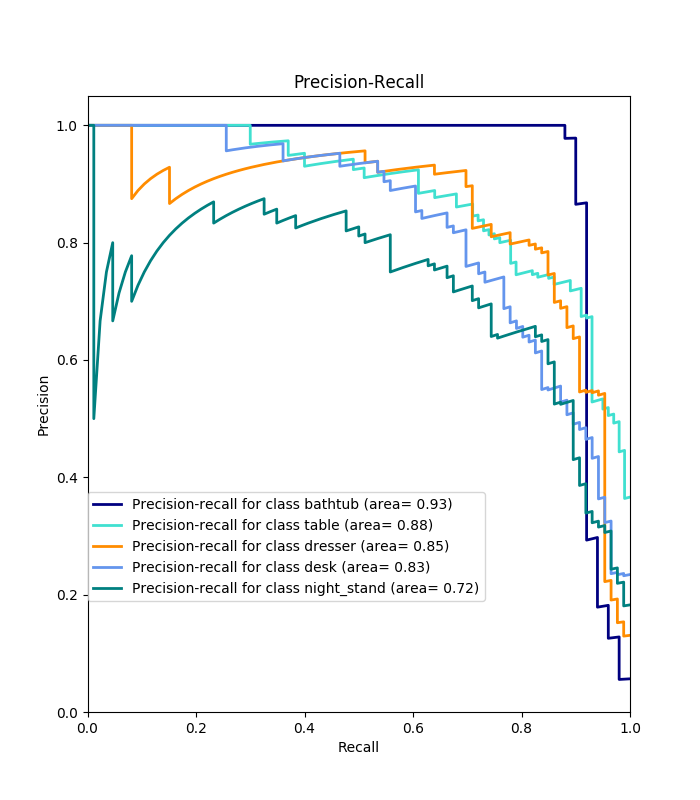 Precision-Recall
1.0
0.8
0.6
0.4
0.2
0.0
Precision
Precision-recall for class bathtub (area= 0.93)
Precision-recall for class table (area= 0.88)
Precision-recall for class dresser (area= 0.85)
Precision-recall for class desk (area= 0.83)
Precision-recall for class night_stand (area= 0.72)
0.0 0.2 0.4 0.6 0.8 1.0
Recall